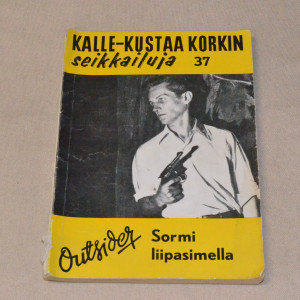 KALLE-KUSTAA KORKIN
seikkailuja 37
Outsider
Sormi
liipasimella